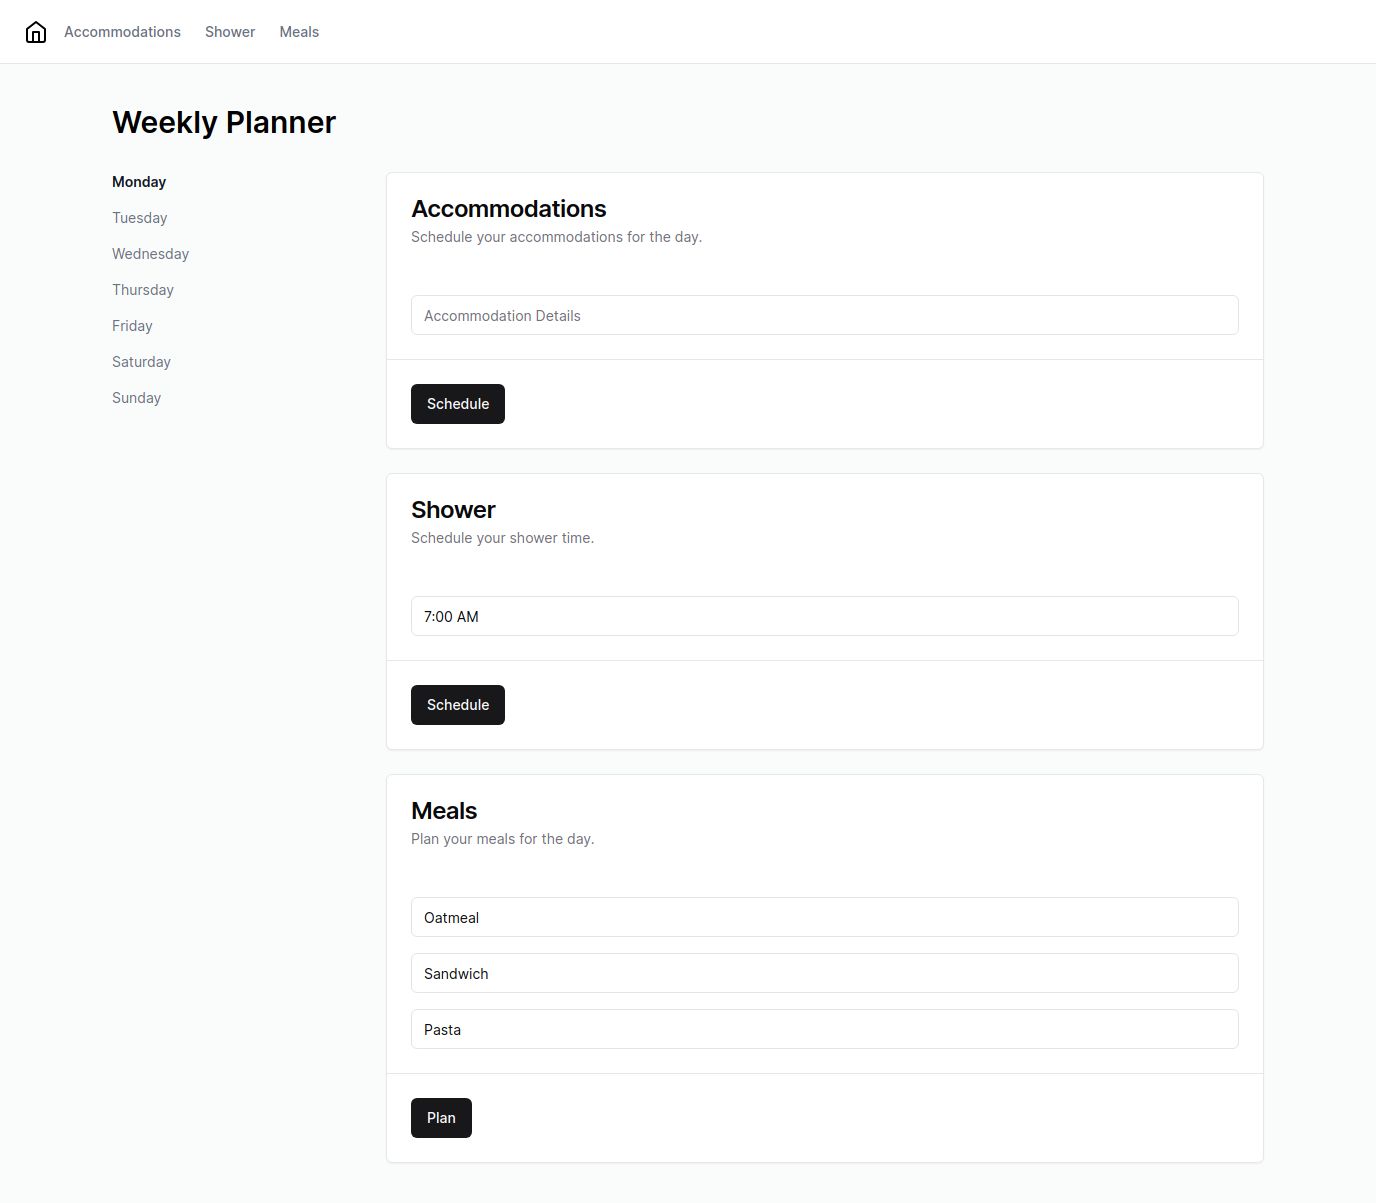 Accommodations Shower Meals
Weekly Planner
Monday
Tuesday
Wednesday
Thursday
Friday
Saturday
Sunday
Accommodations
Schedule your accommodations for the day.
Accommodation Details
Schedule
Shower
Schedule your shower time.
7:00 AM
Schedule
Meals
Plan your meals for the day.
Oatmeal
Sandwich
Pasta
Plan